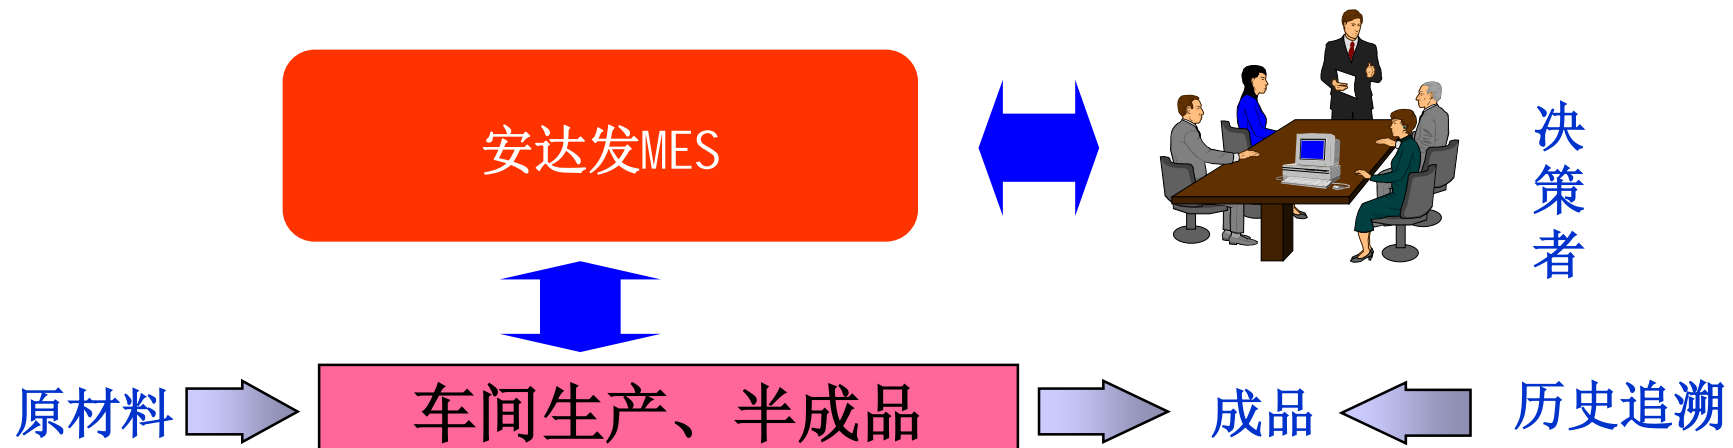 安达发MES
决策者
原材料
车间生产、半成品
成品
历史追溯